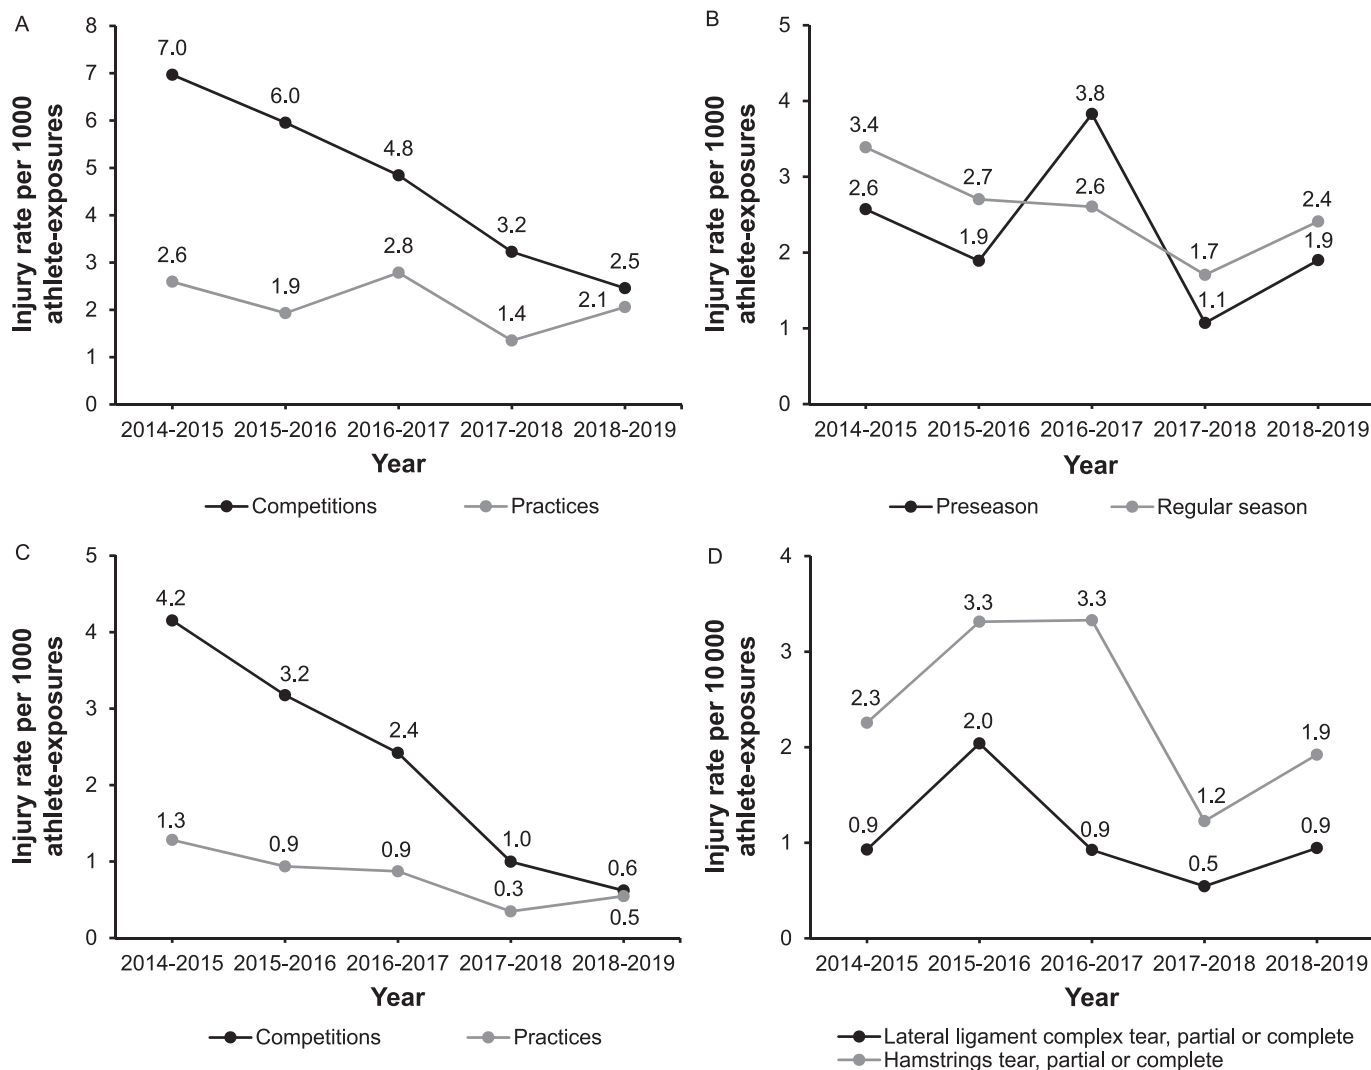 A
Injury rate per 1000
athlete-exposures
8
7
6
5
4
3
2
1
0
7.0
6.0
4.8
3.2
2.5
2.6
1.9
2.8
1.4
2.1
2014-2015 2015-2016 2016-2017 2017-2018 2018-2019
Year
Competitions Practices
B
Injury rate per 1000
athlete-exposures
5
4
3
2
1
0
3.4
2.7
2.6
1.7
2.4
2.6
1.9
3.8
1.1
1.9
2014-2015 2015-2016 2016-2017 2017-2018 2018-2019
Year
Preseason Regular season
C
Injury rate per 1000
athlete-exposures
5
4
3
2
1
0
4.2
3.2
2.4
1.0
0.6
1.3
0.9
0.9
0.3
0.5
2014-2015 2015-2016 2016-2017 2017-2018 2018-2019
Year
Competitions Practices
D
Injury rate per 10 000
athlete-exposures
4
3
2
1
0
2.3
3.3
3.3
1.2
1.9
0.9
2.0
0.9
0.5
0.9
2014-2015 2015-2016 2016-2017 2017-2018 2018-2019
Year
Lateral ligament complex tear, partial or complete
Hamstrings tear, partial or complete